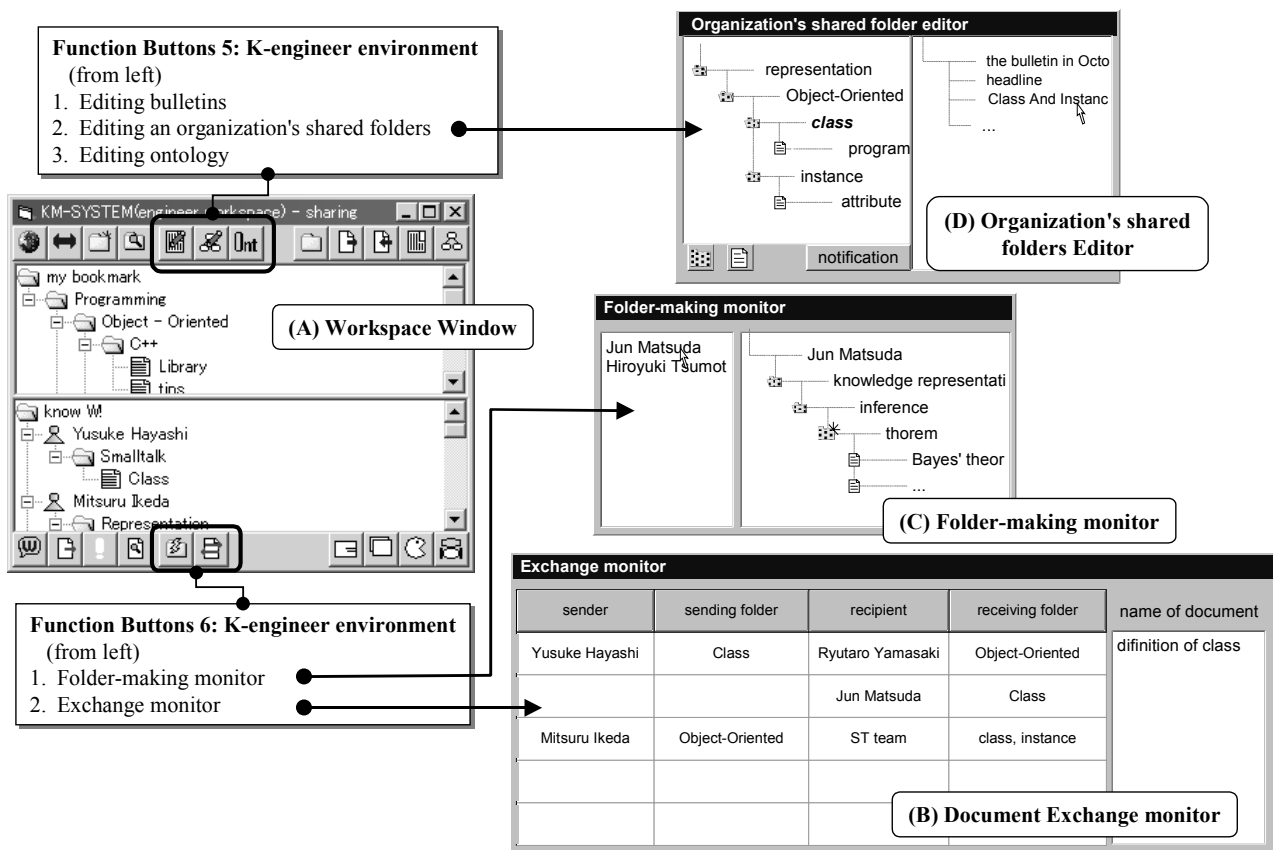 Function Buttons 5: K-engineer environment
(from left)
1. Editing bulletins
2. Editing an organization's shared folders
3. Editing ontology
Organization's shared folder editor
representation
Object-Oriented
class
program
instance
attribute
notification
the bulletin in Octo
headline
Class And Instanc
...
(D) Organization's shared
folders Editor
KM-SYSTEM(engineer workspace) - sharing
Ont
my bookmark
Programming
Object - Oriented
C++
Library
tips
(A) Workspace Window
know W!
Yusuke Hayashi
Smalltalk
Class
Mitsuru Ikeda
Representation
Folder-making monitor
Jun Matsuda
Hiroyuki Tsumot
Jun Matsuda
knowledge representati
inference
thorem
Bayes' theor
...
(C) Folder-making monitor
Function Buttons 6: K-engineer environment
(from left)
1. Folder-making monitor
2. Exchange monitor
Exchange monitor
sender sending folder recipient receiving folder name of document
Yusuke Hayashi Class Ryutaro Yamasaki Object-Oriented difinition of class
Jun Matsuda Class
Mitsuru Ikeda Object-Oriented ST team class, instance
(B) Document Exchange monitor